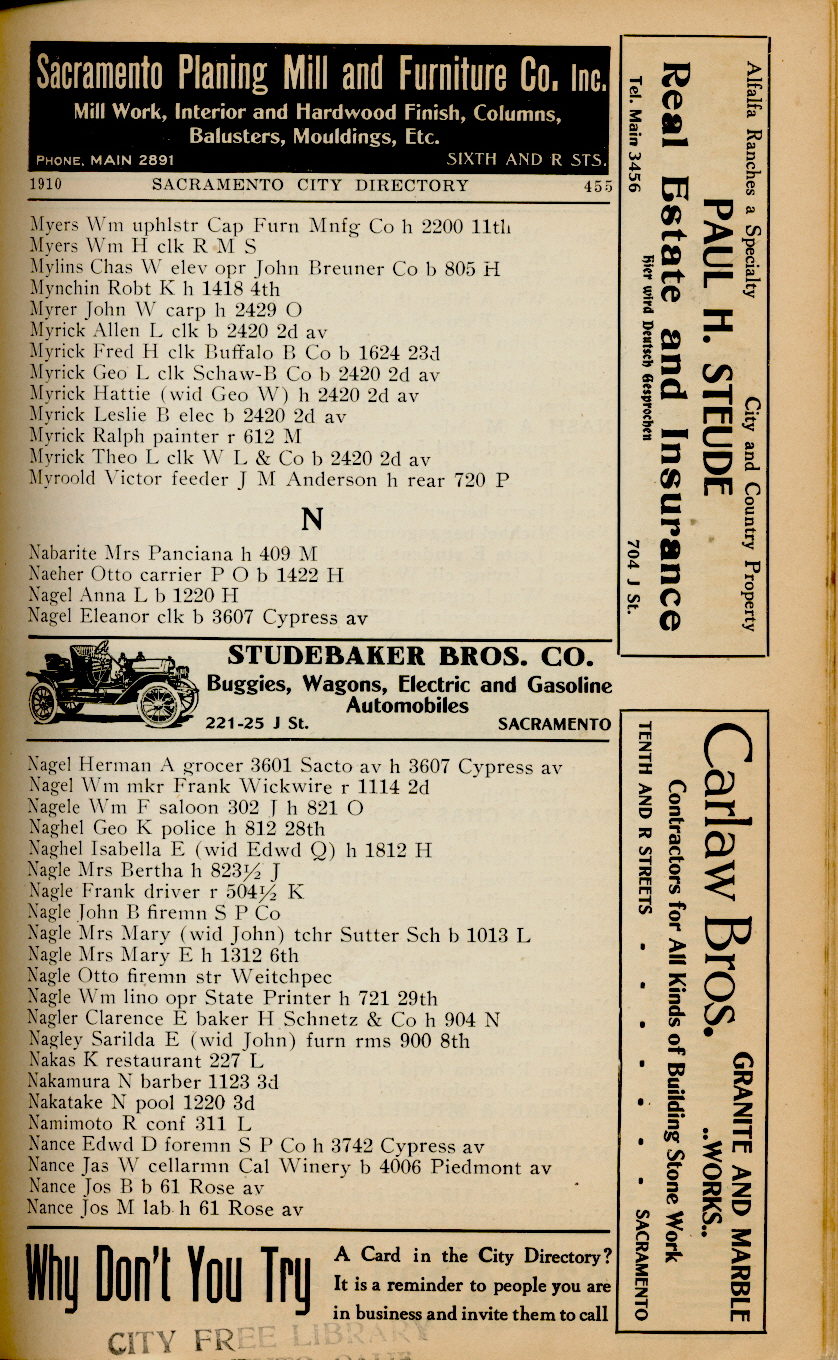 Sacramento Planing Mill and Furniture Co. Inc.
Mill Work, Interior and Hardwood Finish, Columns,
Balusters, Mouldings, Etc.
PHONE, MAIN 2891 SIXTH AND R STS.
1910 SACRAMENTO CITY DIRECTORY 455
Myers Wm uphlstr Cap Furn Mnfg Co h 2200 11th
Myers Wm H clk R M S
Mylins Chas W elev opr John Breuner Co b 805 H
Mynchin Robt K h 1418 4th
Myrer John W carp h 2429 O
Myrick Allen L clk b 2420 2d av
Myrick Fred H clk Buffalo B Co b 1624 23d
Myrick Geo L clk Schaw-B Co b 2420 2d av
Myrick Hattie (wid Geo W) h 2420 2d av
Myrick Leslie B elec b 2420 2d av
Myrick Ralph painter r 612 M
Myrick Theo L clk W L & Co b 2420 2d av
Myroold Victor feeder J M Anderson h rear 720 P
N
Nabarite Mrs Panciana h 409 M
Naeher Otto carrier P O b 1422 H
Nagel Anna L b 1220 H
Nagel Eleanor clk b 3607 Cypress av
STUDEBAKER BROS. CO.
Buggies, Wagons, Electric and Gasoline
Automobiles
221-25 J St. SACRAMENTO
Nagel Herman A grocer 3601 Sacto av h 3607 Cypress av
Nagel Wm mkr Frank Wickwire r 1114 2d
Nagele Wm F saloon 302 J h 821 O
Naghel Geo K police h 812 28th
Naghel Isabella E (wid Edwd Q) h 1812 H
Nagle Mrs Bertha h 823½ J
Nagle Frank driver r 504½ K
Nagle John B firemn S P Co
Nagle Mrs Mary (wid John) tchr Sutter Sch b 1013 L
Nagle Mrs Mary E h 1312 6th
Nagle Otto firemn str Weitchpec
Nagle Wm lino opr State Printer h 721 29th
Nagler Clarence E baker H Schnetz & Co h 904 N
Nagley Sarilda E (wid John) furn rms 900 8th
Nakas K restaurant 227 L
Nakamura N barber 1123 3d
Nakatake N pool 1220 3d
Namimoto R conf 311 L
Nance Edwd D foremn S P Co h 3742 Cypress av
Nance Jas W cellarmn Cal Winery b 4006 Piedmont av
Nance Jos B b 61 Rose av
Nance Jos M lab h 61 Rose av
Why Don't You Try
A Card in the City Directory?
It is a reminder to people you are
in business and invite them to call
CITY FREE LIBRARY
Alfalfa Ranches a Specialty City and Country Property
PAUL H. STEUDE
Real Estate and Insurance
Hier wird Deutsch Gesprochen
Tel. Main 3456 704 J St.
Carlaw Bros. GRANITE AND MARBLE
..WORKS..
Contractors for All Kinds of Building Stone Work
TENTH AND R STREETS . . . . . . . SACRAMENTO